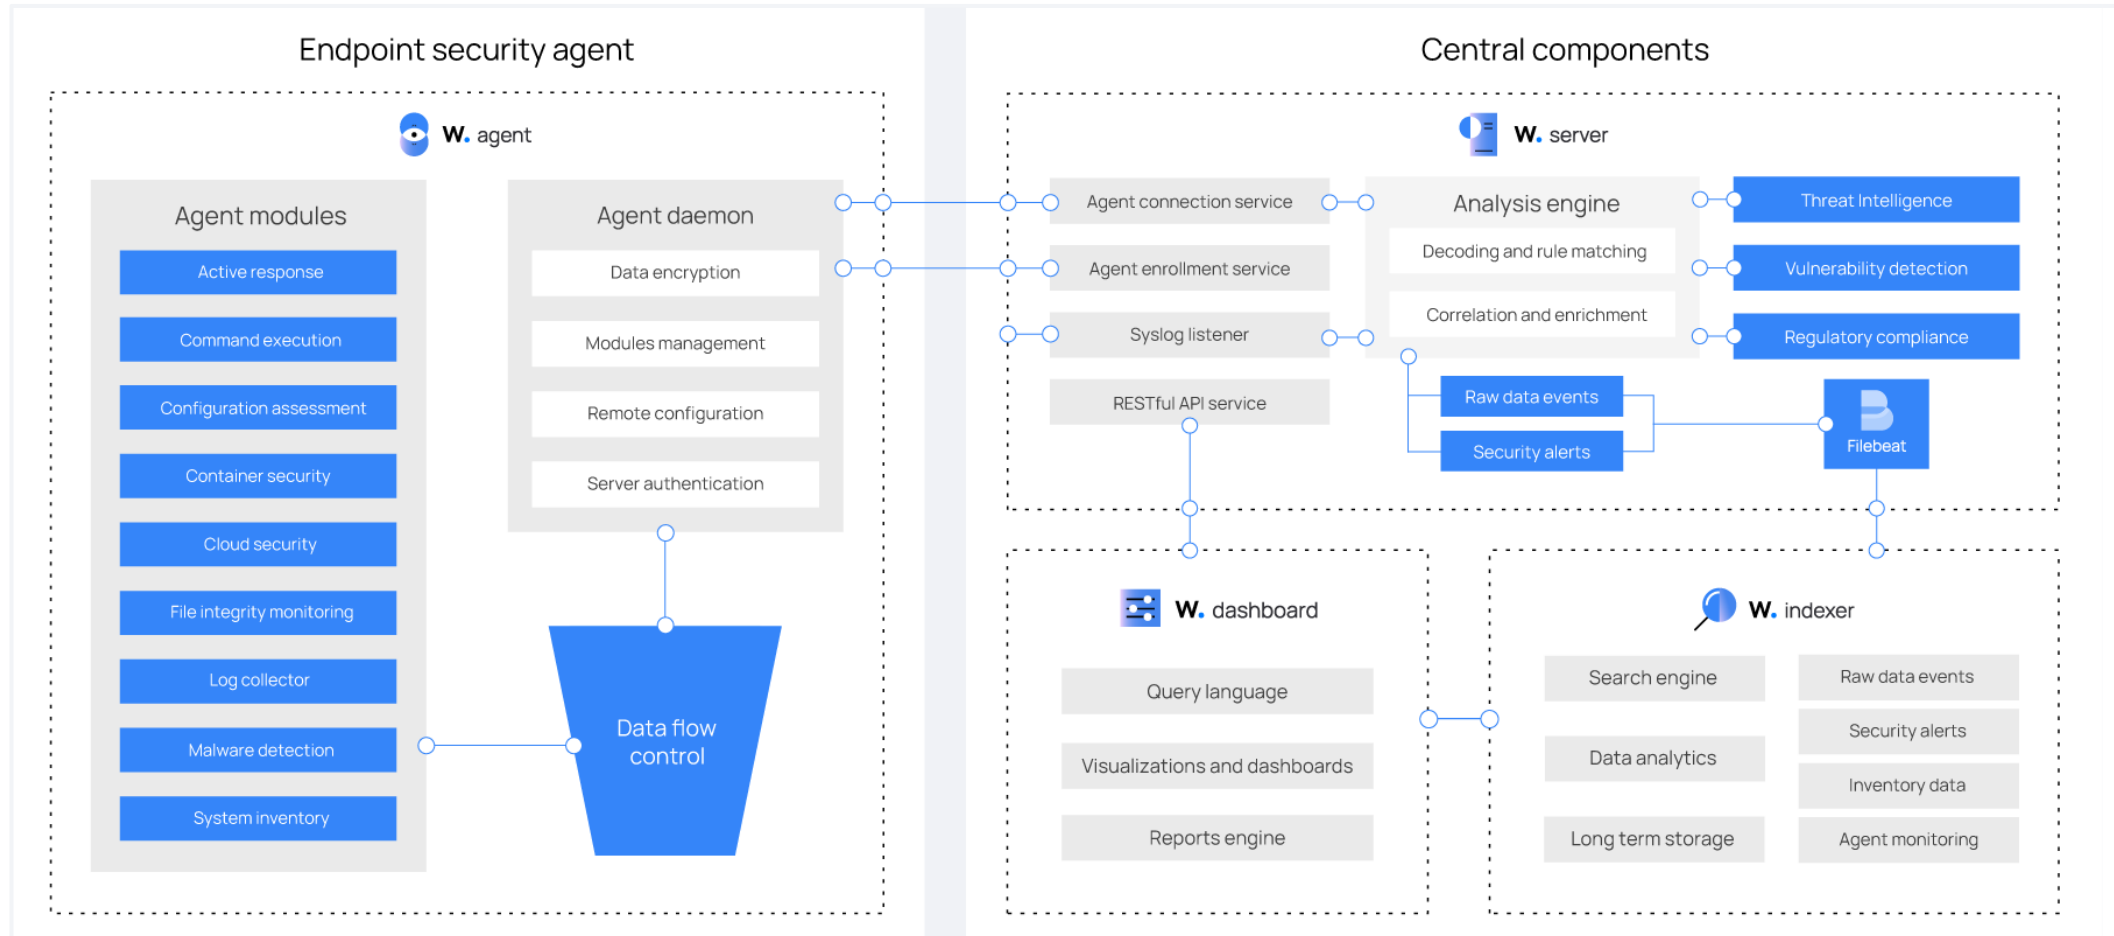 Endpoint security agent
W. agent
Agent modules
Active response
Command execution
Configuration assessment
Container security
Cloud security
File integrity monitoring
Log collector
Malware detection
System inventory
Agent daemon
Data encryption
Modules management
Remote configuration
Server authentication
Data flow
control
Central components
W. server
Agent connection service
Agent enrollment service
Syslog listener
RESTful API service
Analysis engine
Decoding and rule matching
Correlation and enrichment
Raw data events
Security alerts
Threat Intelligence
Vulnerability detection
Regulatory compliance
Filebeat
W. dashboard
Query language
Visualizations and dashboards
Reports engine
W. indexer
Search engine
Data analytics
Long term storage
Raw data events
Security alerts
Inventory data
Agent monitoring